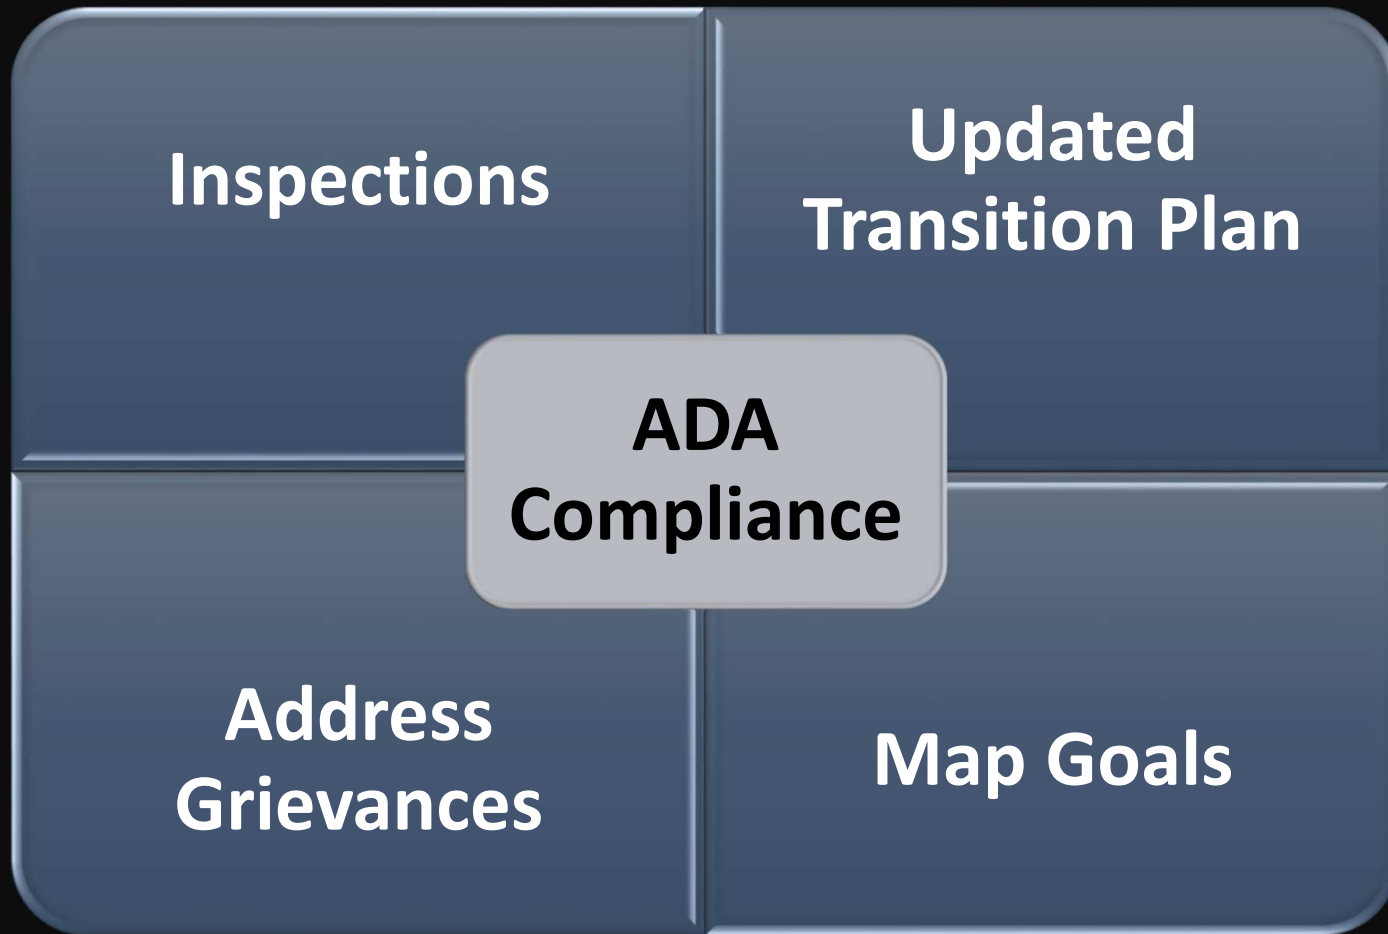 Inspections
Updated
Transition Plan
ADA
Compliance
Address
Grievances
Map Goals